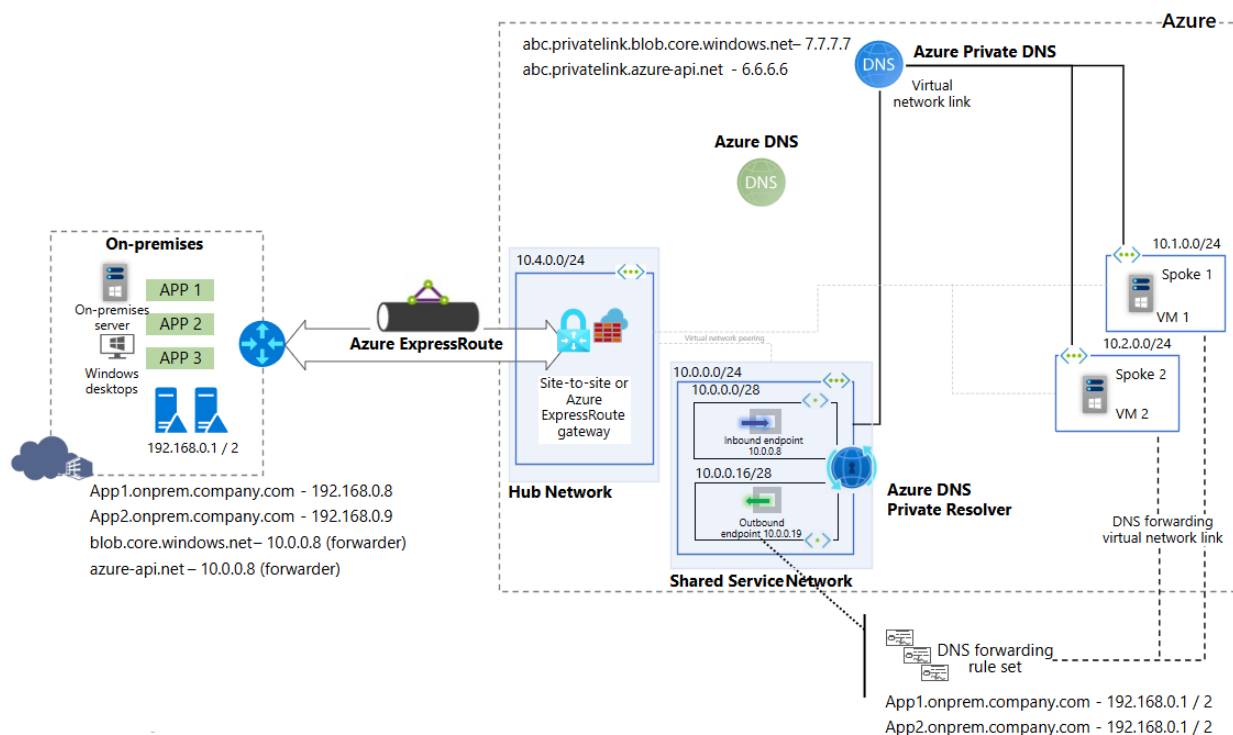 Azure
abc.privatelink.blob.core.windows.net– 7.7.7.7
abc.privatelink.azure-api.net - 6.6.6.6
DNS
Azure Private DNS
Virtual
network link
Azure DNS
DNS
On-premises
On-premises
server
Windows
desktops
APP 1
APP 2
APP 3
192.168.0.1 / 2
App1.onprem.company.com - 192.168.0.8
App2.onprem.company.com - 192.168.0.9
blob.core.windows.net– 10.0.0.8 (forwarder)
azure-api.net – 10.0.0.8 (forwarder)
Azure ExpressRoute
10.4.0.0/24
Site-to-site or
Azure
ExpressRoute
gateway
Hub Network
Virtual network peering
10.0.0.0/24
10.0.0.0/28
Inbound endpoint
10.0.0.8
10.0.0.16/28
Outbound
endpoint 10.0.0.19
Shared Service Network
Azure DNS
Private Resolver
10.1.0.0/24
Spoke 1
VM 1
10.2.0.0/24
Spoke 2
VM 2
DNS forwarding
virtual network link
DNS forwarding
rule set
App1.onprem.company.com - 192.168.0.1 / 2
App2.onprem.company.com - 192.168.0.1 / 2